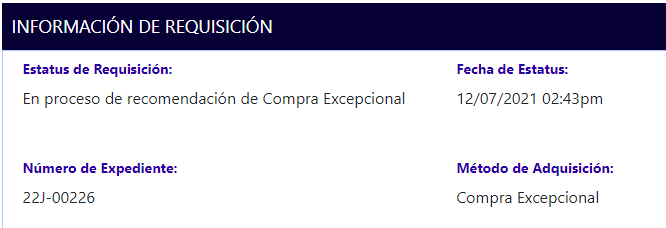 INFORMACIÓN DE REQUISICIÓN
Estatus de Requisición:
Fecha de Estatus:
En proceso de recomendación de Compra Excepcional
12/07/2021 02:43pm
Número de Expediente:
Método de Adquisición:
22J-00226
Compra Excepcional